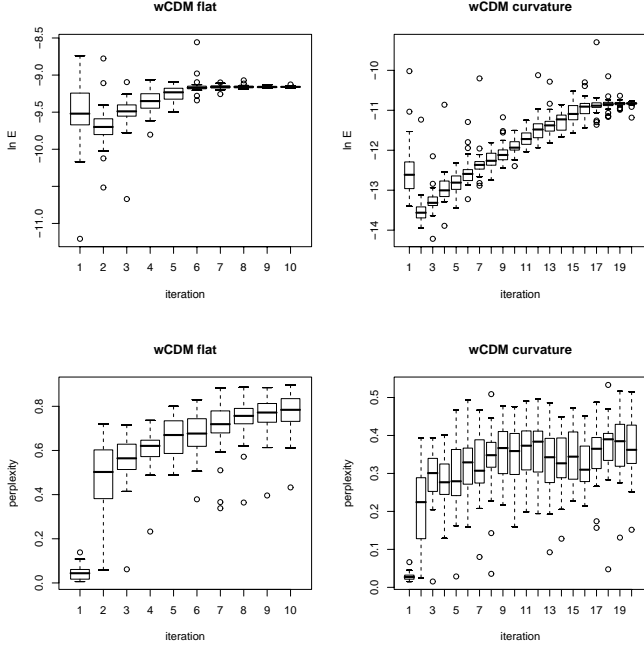 wCDM flat
ln E
−8.5
−9.0
−9.5
−10.0
−11.0
1 2 3 4 5 6 7 8 9 10
iteration
wCDM curvature
ln E
−10
−11
−12
−13
−14
1 3 5 7 9 11 13 15 17 19
iteration
wCDM flat
perplexity
0.8
0.6
0.4
0.2
0.0
1 2 3 4 5 6 7 8 9 10
iteration
wCDM curvature
perplexity
0.5
0.4
0.3
0.2
0.1
0.0
1 3 5 7 9 11 13 15 17 19
iteration